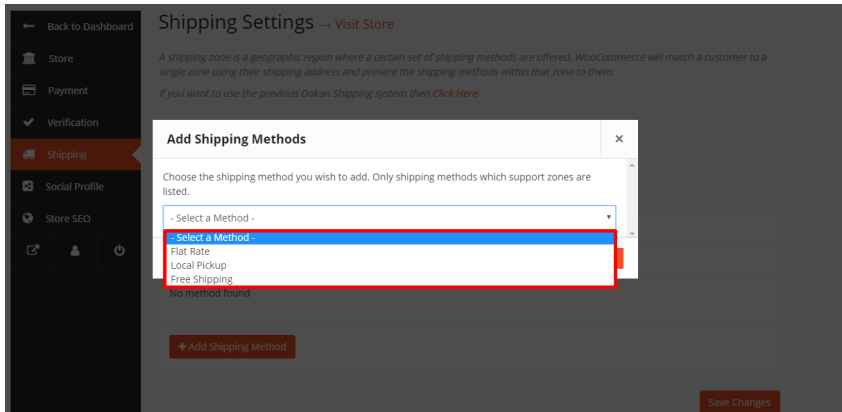 Back to Dashboard
Store
Payment
Verification
Shipping
Social Profile
Store SEO
Shipping Settings → Visit Store
A shipping zone is a geographic region where a certain set of shipping methods are offered. WooCommerce will match a customer to a
single zone using their shipping address and present the shipping methods within that zone to them.
If you want to use the previous Dokan Shipping system then Click Here
Add Shipping Methods
×
Choose the shipping method you wish to add. Only shipping methods which support zones are
listed.
- Select a Method -
- Select a Method -
Flat Rate
Local Pickup
Free Shipping
No method found
+ Add Shipping Method
Save Changes